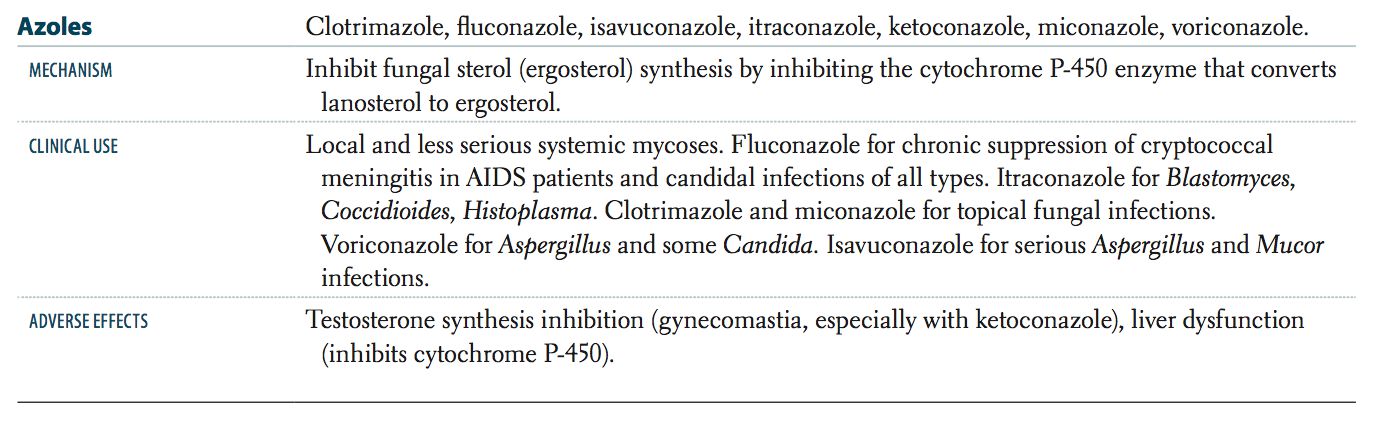 Azoles Clotrimazole, fluconazole, isavuconazole, itraconazole, ketoconazole, miconazole, voriconazole.
MECHANISM Inhibit fungal sterol (ergosterol) synthesis by inhibiting the cytochrome P-450 enzyme that converts
lanosterol to ergosterol.
CLINICAL USE Local and less serious systemic mycoses. Fluconazole for chronic suppression of cryptococcal
meningitis in AIDS patients and candidal infections of all types. Itraconazole for Blastomyces,
Coccidioides, Histoplasma. Clotrimazole and miconazole for topical fungal infections.
Voriconazole for Aspergillus and some Candida. Isavuconazole for serious Aspergillus and Mucor
infections.
ADVERSE EFFECTS Testosterone synthesis inhibition (gynecomastia, especially with ketoconazole), liver dysfunction
(inhibits cytochrome P-450).